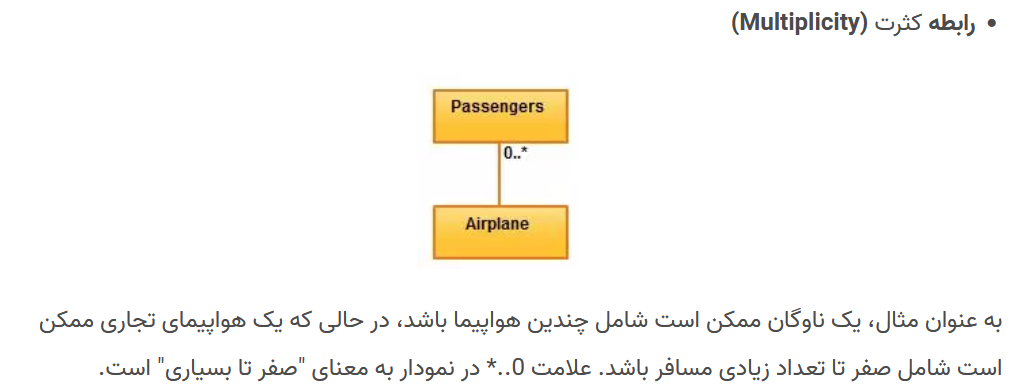 • رابطه کثرت (Multiplicity)
Passengers
0..*
Airplane
به عنوان مثال، یک ناوگان ممکن است شامل چندین هواپیما باشد، در حالی که یک هواپیمای تجاری ممکن
است شامل صفر تا تعداد زیادی مسافر باشد. علامت 0..* در نمودار به معنای "صفر تا بسیاری" است.